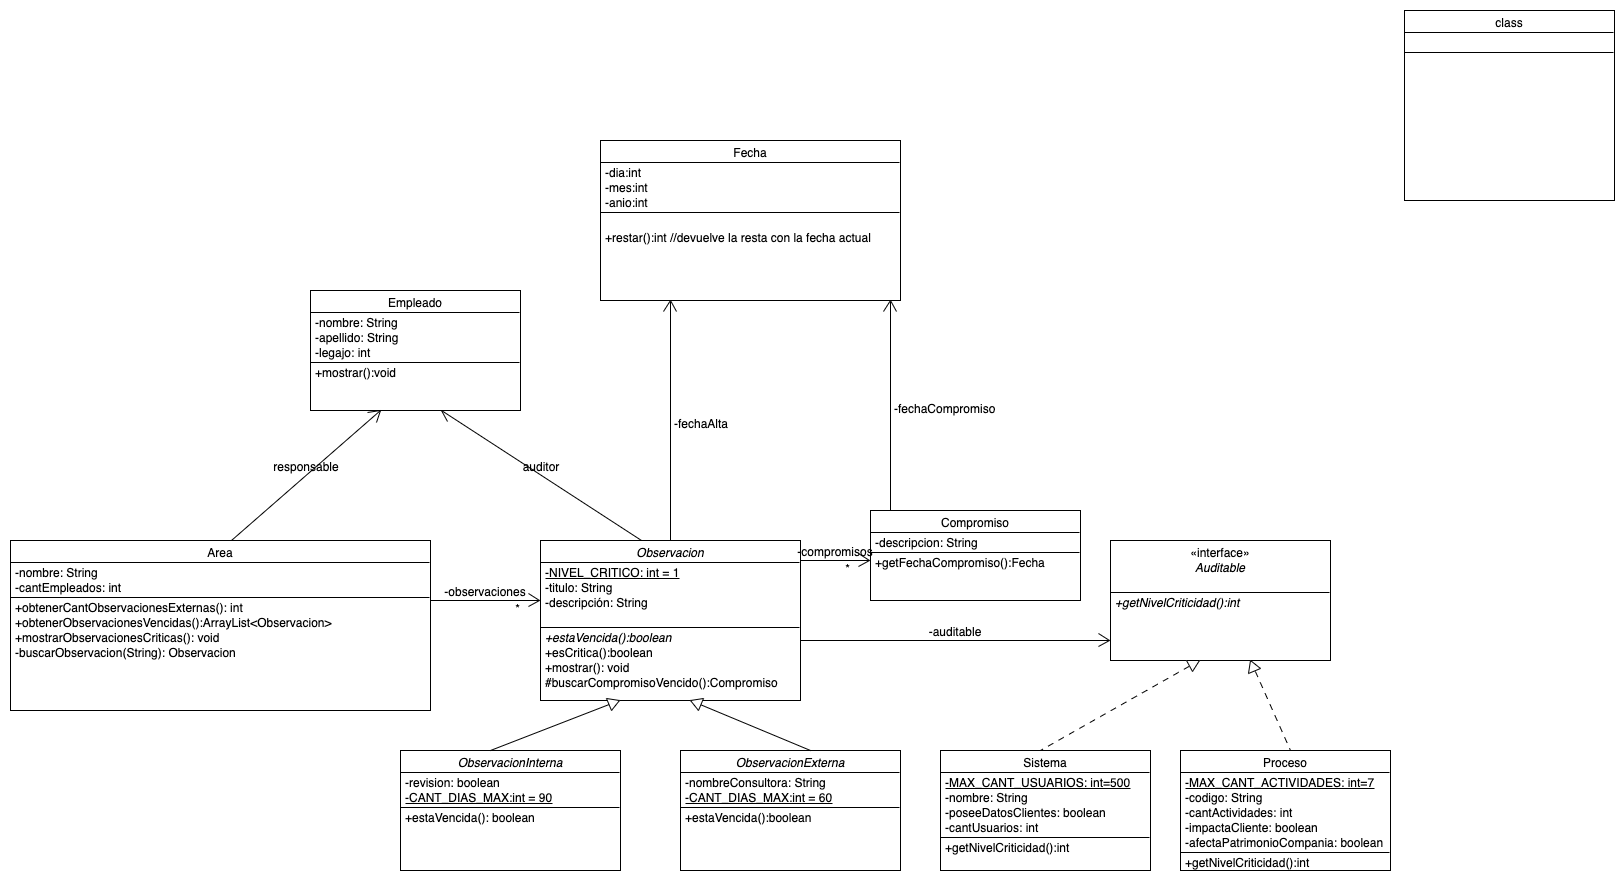 class
Fecha
-dia:int
-mes:int
-anio:int
+restar():int //devuelve la resta con la fecha actual
Empleado
-nombre: String
-apellido: String
-legajo: int
+mostrar():void
-fechaAlta
-fechaCompromiso
responsable
auditor
Area
-nombre: String
-cantEmpleados: int
+obtenerCantObservacionesExternas(): int
+obtenerObservacionesVencidas():ArrayList<Observacion>
+mostrarObservacionesCriticas(): void
-buscarObservacion(String): Observacion
-observaciones
*
Observacion
-NIVEL_CRITICO: int = 1
-titulo: String
-descripción: String
+estaVencida():boolean
+esCritica():boolean
+mostrar(): void
#buscarCompromisoVencido():Compromiso
-compromisos
*
Compromiso
-descripcion: String
+getFechaCompromiso():Fecha
-auditable
«interface»
Auditable
+getNivelCriticidad():int
ObservacionInterna
-revision: boolean
-CANT_DIAS_MAX:int = 90
+estaVencida(): boolean
ObservacionExterna
-nombreConsultora: String
-CANT_DIAS_MAX:int = 60
+estaVencida():boolean
Sistema
-MAX_CANT_USUARIOS: int=500
-nombre: String
-poseeDatosClientes: boolean
-cantUsuarios: int
+getNivelCriticidad():int
Proceso
-MAX_CANT_ACTIVIDADES: int=7
-codigo: String
-cantActividades: int
-impactaCliente: boolean
-afectaPatrimonioCompania: boolean
+getNivelCriticidad():int